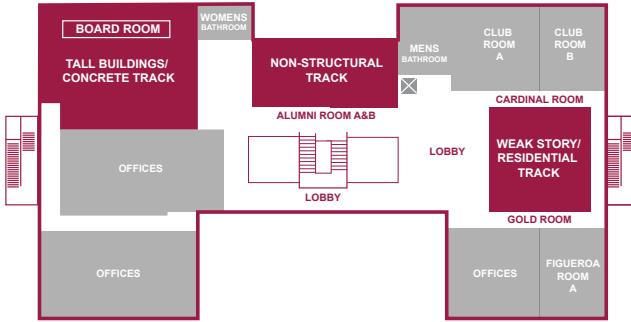 BOARD ROOM
TALL BUILDINGS/
CONCRETE TRACK
WOMENS
BATHROOM
NON-STRUCTURAL
TRACK
ALUMNI ROOM A&B
MENS
BATHROOM
CLUB
ROOM
A
CLUB
ROOM
B
CARDINAL ROOM
OFFICES
LOBBY
LOBBY
WEAK STORY/
RESIDENTIAL
TRACK
GOLD ROOM
OFFICES
OFFICES
FIGUEROA
ROOM
A